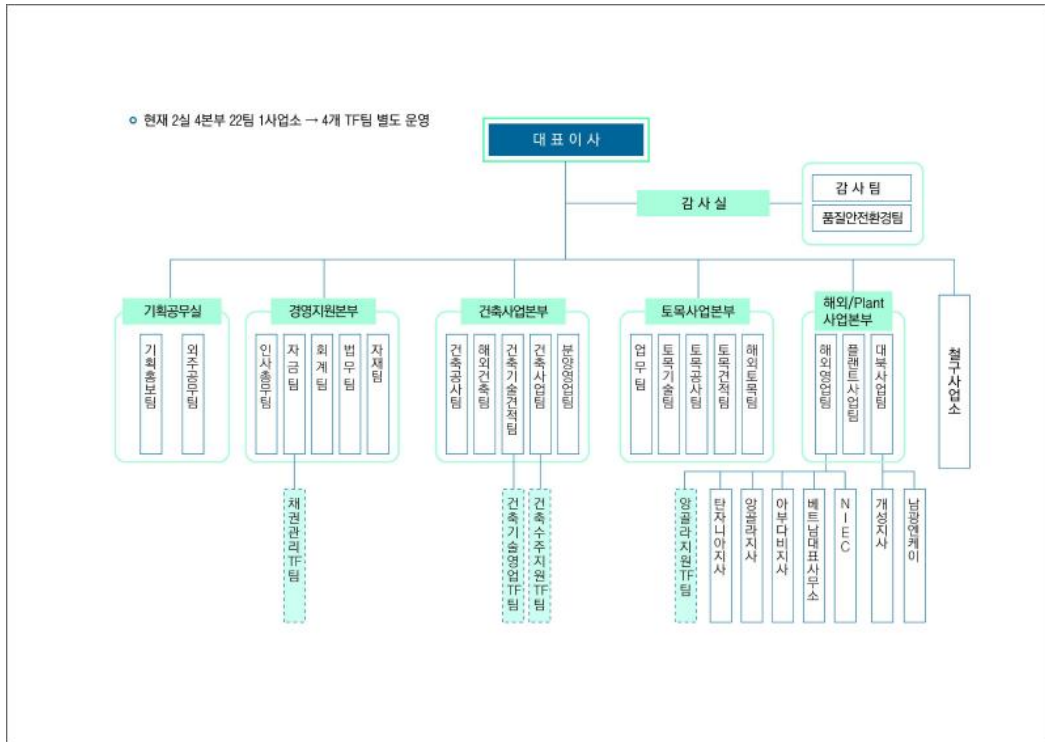 현재 2실 4본부 22팀 1사업소 → 4개 TF팀 별도 운영
대표이사
감사실
감사팀
품질안전환경팀
기획공무실
기획홍보팀
외주공무팀
경영지원본부
인사총무팀
자금팀
회계팀
법무팀
자재팀
채권관리TF팀
건축사업본부
건축공사팀
해외건축팀
건축기술견적팀
건축사업팀
분양영업팀
건축기술영업TF팀
건축수주지원TF팀
토목사업본부
업무팀
토목기술팀
토목공사팀
토목견적팀
해외토목팀
해외/Plant
사업본부
해외영업팀
플랜트사업팀
대북사업팀
앙골라지원TF팀
탄자니아지사
앙골라지사
아부다비지사
베트남대표사무소
NIEC
개성지사
남광엔케이
철구사업소